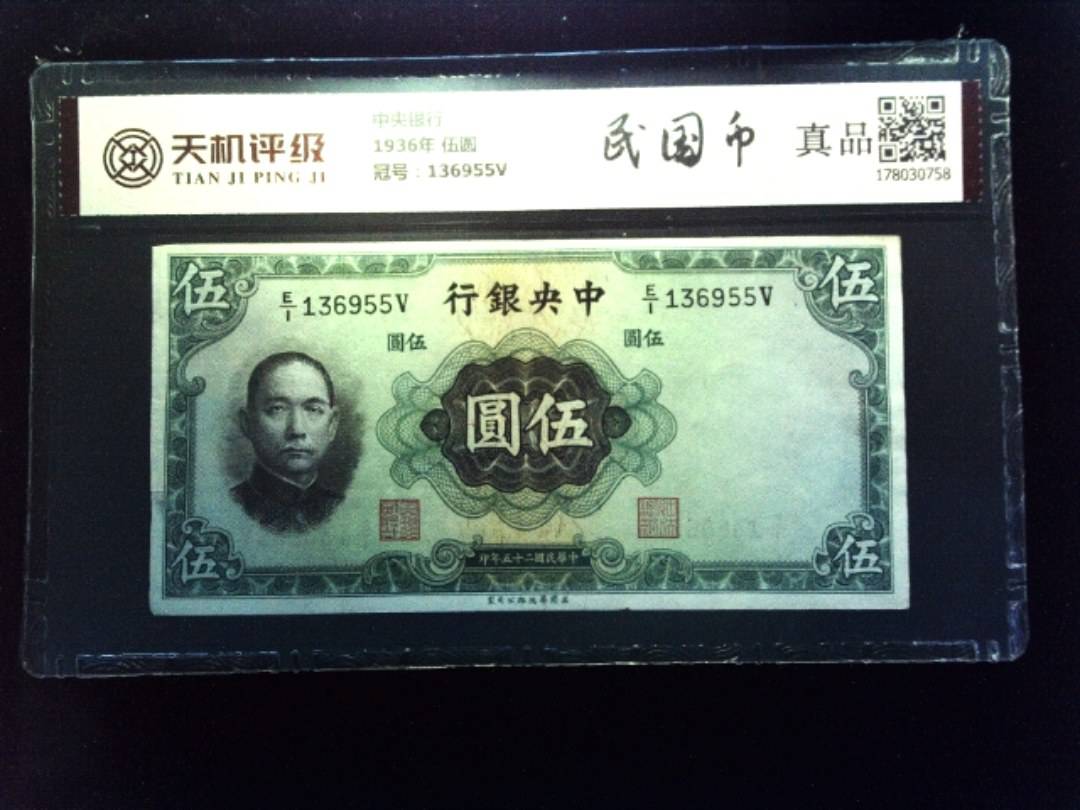 天机评级
TIAN JI PING JI
中央银行
1936年 伍圆
冠号：136955V
民国币
真品
178030758
伍
伍
E/1 136955V
行銀央中
E/1 136955V
圓伍
圓伍
圓伍
伍
伍
印年五十二國民華中